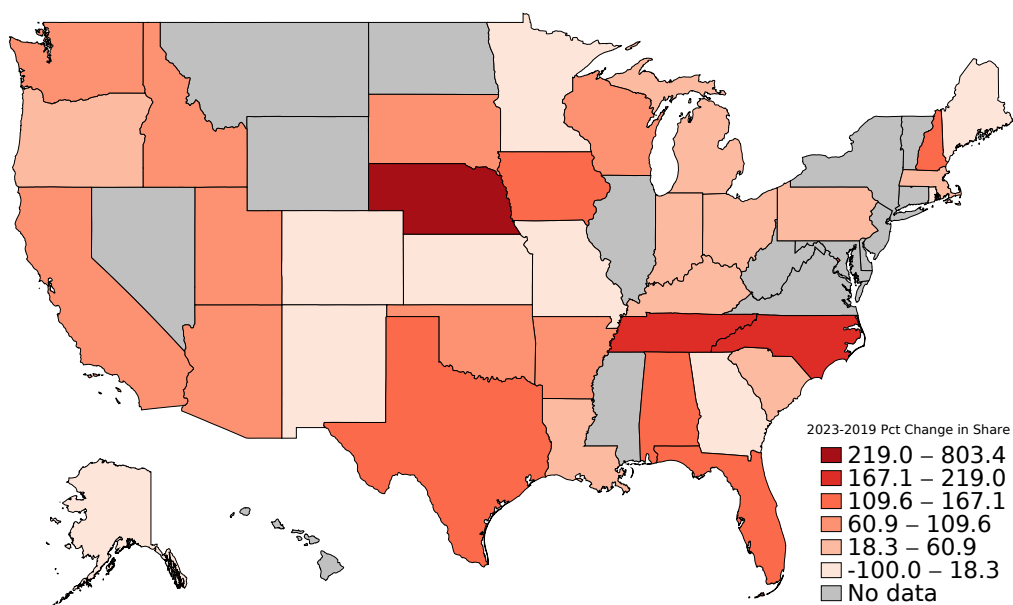 2023-2019 Pct Change in Share
219.0 – 803.4
167.1 – 219.0
109.6 – 167.1
60.9 – 109.6
18.3 – 60.9
-100.0 – 18.3
No data